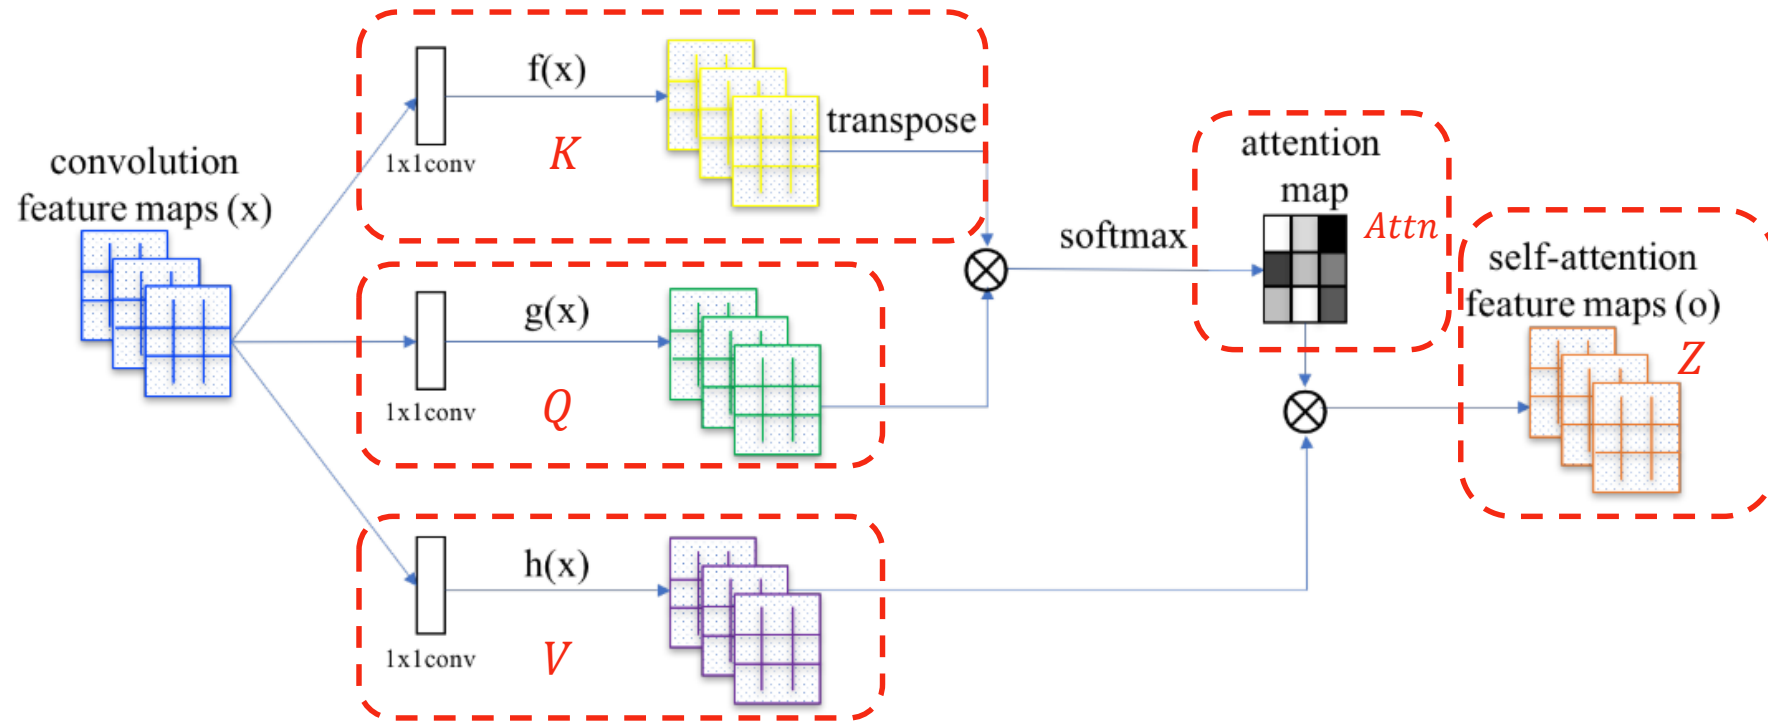 convolution
feature maps (x)
1x1conv
f(x)
K
transpose
1x1conv
g(x)
Q
1x1conv
h(x)
V
softmax
attention
map
Attn
self-attention
feature maps (o)
Z